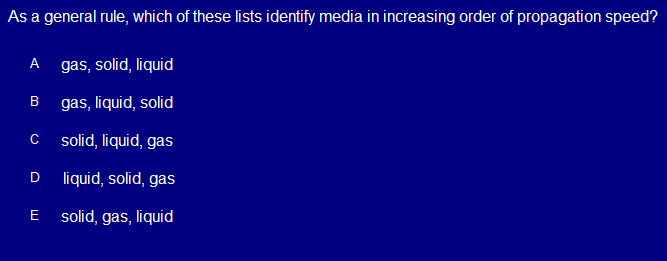 As a general rule, which of these lists identify media in increasing order of propagation speed?
A gas, solid, liquid
B gas, liquid, solid
C solid, liquid, gas
D liquid, solid, gas
E solid, gas, liquid